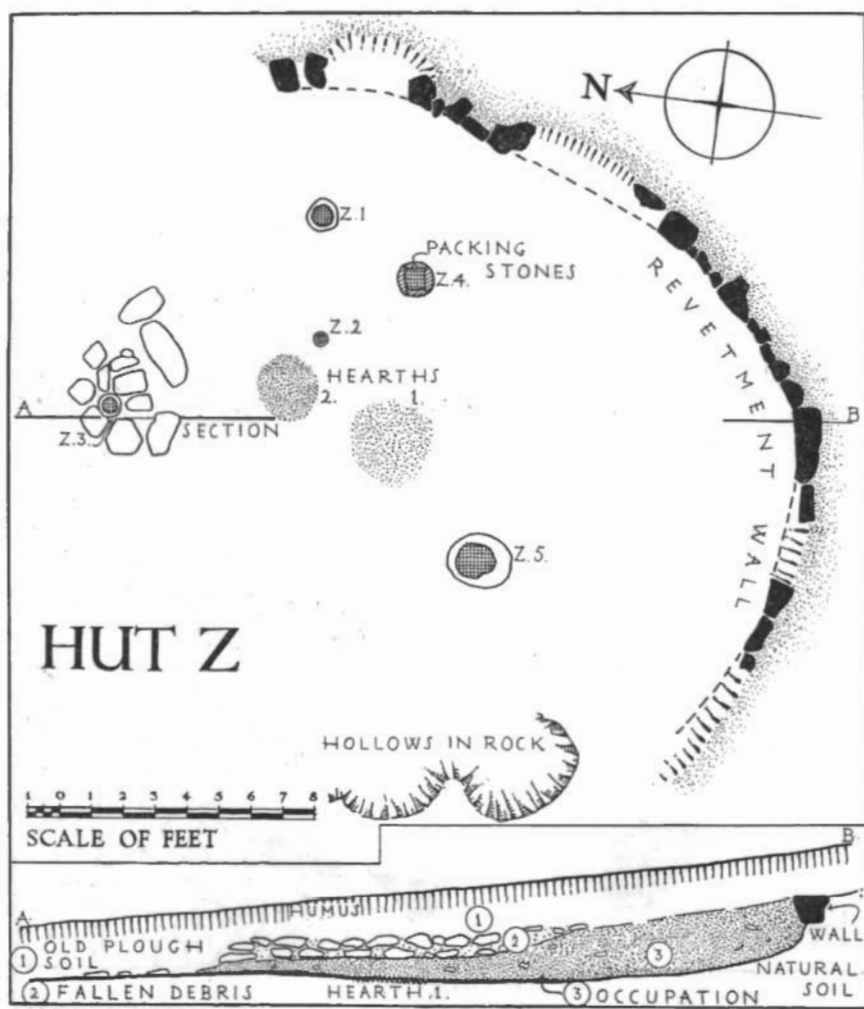 N
Z.1
PACKING
STONES
Z.4.
Z.2
HEARTHS
2.
1.
A
B
Z.3.
SECTION
REVETMENT WALL
Z.5.
HUT Z
HOLLOWS IN ROCK
1 0 1 2 3 4 5 6 7 8
SCALE OF FEET
B
A
HUMUS
1
OLD PLOUGH
SOIL
1
2
3
WALL
NATURAL
SOIL
2 FALLEN DEBRIS
HEARTH.1.
3 OCCUPATION